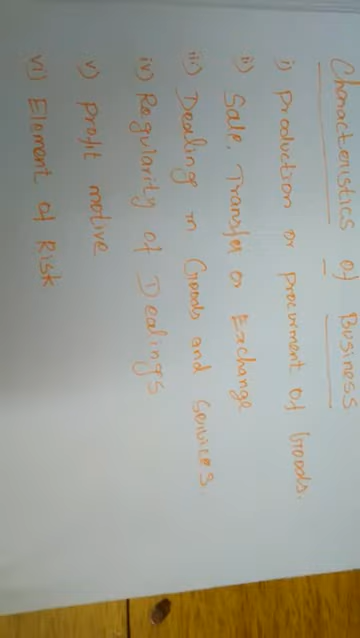 Characteristics of Business
i) Production or procurment of Goods.
ii) Sale, Transfer or Exchange
iii) Dealing in Goods and Services.
iv) Regularity of Dealings
v) Profit motive
vi) Element of Risk